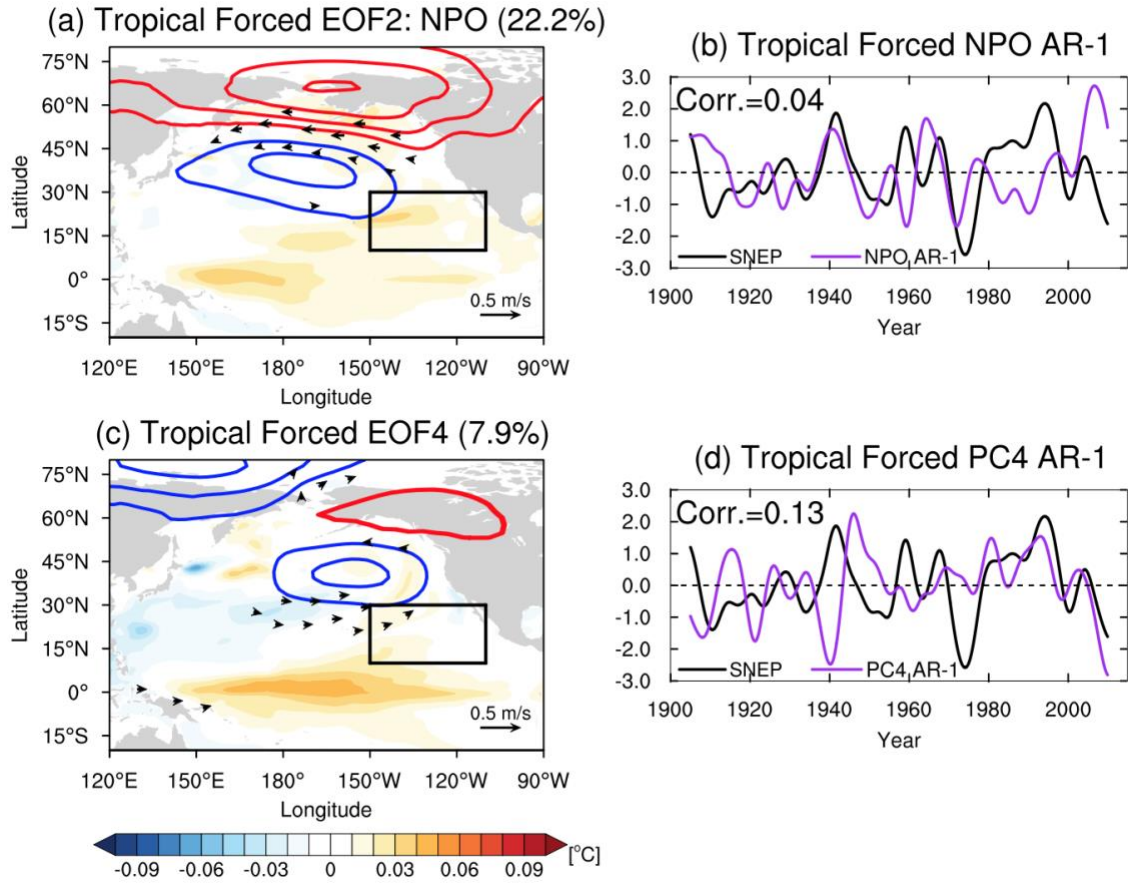 (a) Tropical Forced EOF2: NPO (22.2%)
75°N
60°N
45°N
30°N
15°N
0°
15°S
Latitude
0.5 m/s
120°E 150°E 180° 150°W 120°W 90°W
Longitude
(b) Tropical Forced NPO AR-1
3.0
2.0
1.0
0.0
-1.0
-2.0
-3.0
Corr.=0.04
SNEP NPO AR-1
1900 1920 1940 1960 1980 2000
Year
(c) Tropical Forced EOF4 (7.9%)
75°N
60°N
45°N
30°N
15°N
0°
15°S
Latitude
0.5 m/s
120°E 150°E 180° 150°W 120°W 90°W
Longitude
(d) Tropical Forced PC4 AR-1
3.0
2.0
1.0
0.0
-1.0
-2.0
-3.0
Corr.=0.13
SNEP PC4 AR-1
1900 1920 1940 1960 1980 2000
Year
-0.09 -0.06 -0.03 0 0.03 0.06 0.09 [°C]